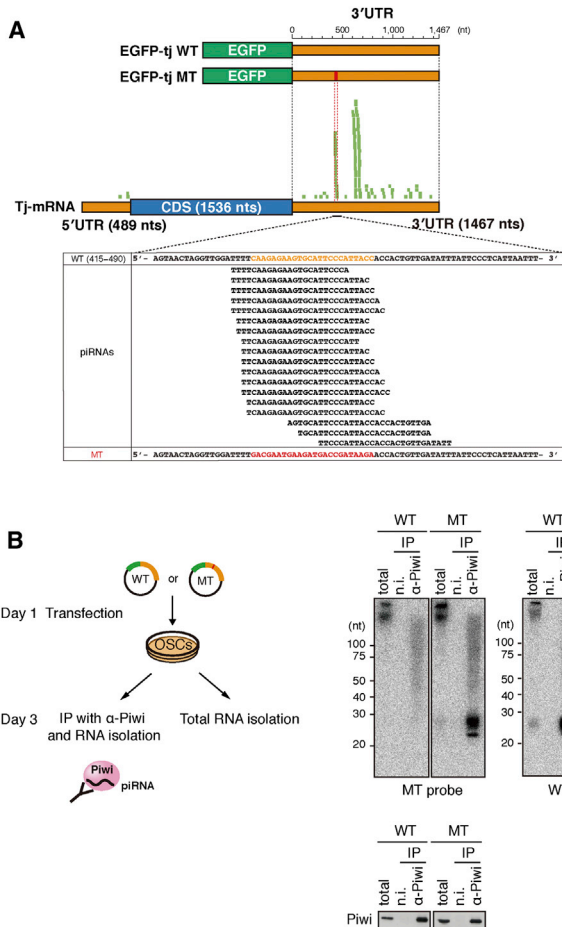 A
3'UTR
0 500 1,000 1,467 (nt)
EGFP-tj WT EGFP
EGFP-tj MT EGFP
Tj-mRNA CDS (1536 nts)
5'UTR (489 nts) 3'UTR (1467 nts)
WT (415–490) 5'- AGTAACTAGGTTGGATTTTCAAGAGAAGTGCATTCCCATTACCACCACTGTTGATATTTATTCCCTCATTAATTT- 3'
piRNAs
TTTTCAAGAGAAGTGCATTCCCA
TTTTCAAGAGAAGTGCATTCCCATTAC
TTTTCAAGAGAAGTGCATTCCCATTACC
TTTTCAAGAGAAGTGCATTCCCATTACCA
TTTTCAAGAGAAGTGCATTCCCATTACCAC
TTTCAAGAGAAGTGCATTCCCATTAC
TTTCAAGAGAAGTGCATTCCCATTACC
TTCAAGAGAAGTGCATTCCCATT
TTCAAGAGAAGTGCATTCCCATTAC
TTCAAGAGAAGTGCATTCCCATTACC
TTCAAGAGAAGTGCATTCCCATTACCA
TTCAAGAGAAGTGCATTCCCATTACCAC
TTCAAGAGAAGTGCATTCCCATTACCACC
TCAAGAGAAGTGCATTCCCATTACC
TCAAGAGAAGTGCATTCCCATTACCAC
AGTGCATTCCCATTACCACCACTGTTGA
TGCATTCCCATTACCACCACTGTTGA
TTCCCATTACCACCACTGTTGATATT
MT 5'- AGTAACTAGGTTGGATTTTGACGAATGAAGATGACCGATAAGAACCACTGTTGATATTTATTCCCTCATTAATTT- 3'
B
WT or MT
Day 1 Transfection
OSCs
Day 3 IP with α-Piwi and RNA isolation
Total RNA isolation
Piwi
piRNA
WT MT WT
IP IP IP
total n.i. α-Piwi total n.i. α-Piwi total n.i.
(nt) (nt)
100 100
75 75
50 50
40 40
30 30
20 20
MT probe W
WT MT
IP IP
total n.i. α-Piwi total n.i. α-Piwi
Piwi